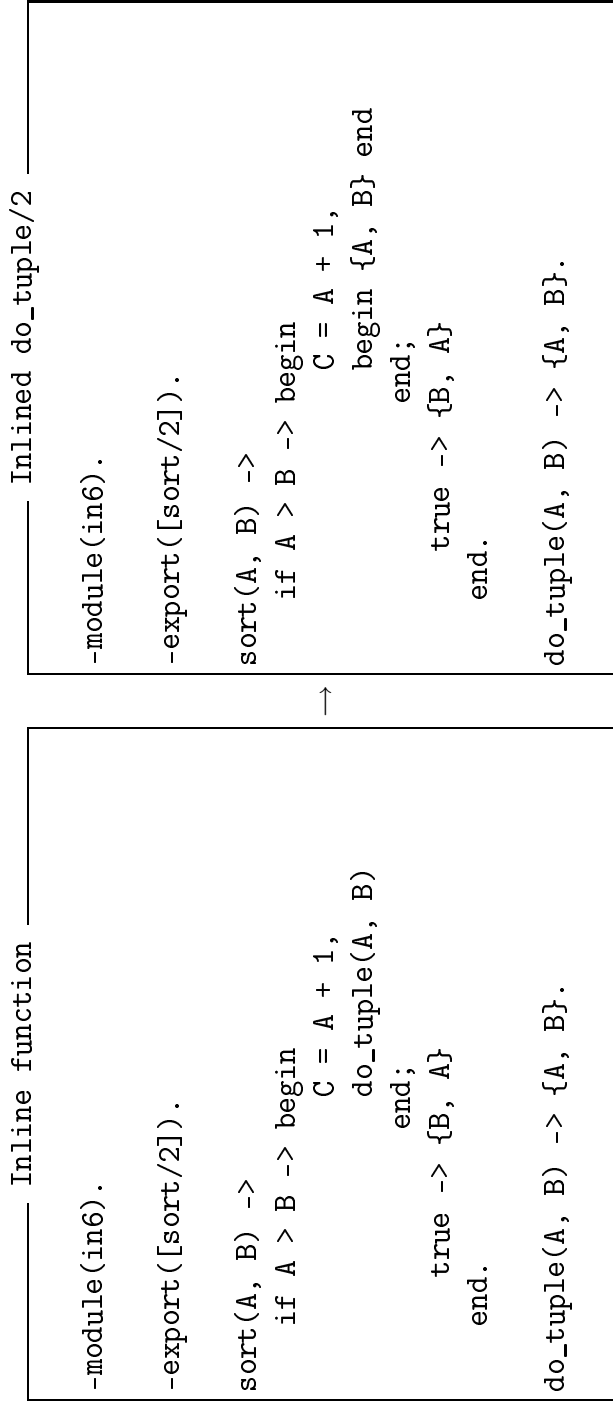 Inline function
-module(in6).
-export([sort/2]).
sort(A, B) ->
  if A > B -> begin
                C = A + 1,
                do_tuple(A, B)
              end;
       true -> {B, A}
    end.
do_tuple(A, B) -> {A, B}.
→
Inlined do_tuple/2
-module(in6).
-export([sort/2]).
sort(A, B) ->
  if A > B -> begin
                C = A + 1,
                begin {A, B} end
              end;
       true -> {B, A}
    end.
do_tuple(A, B) -> {A, B}.